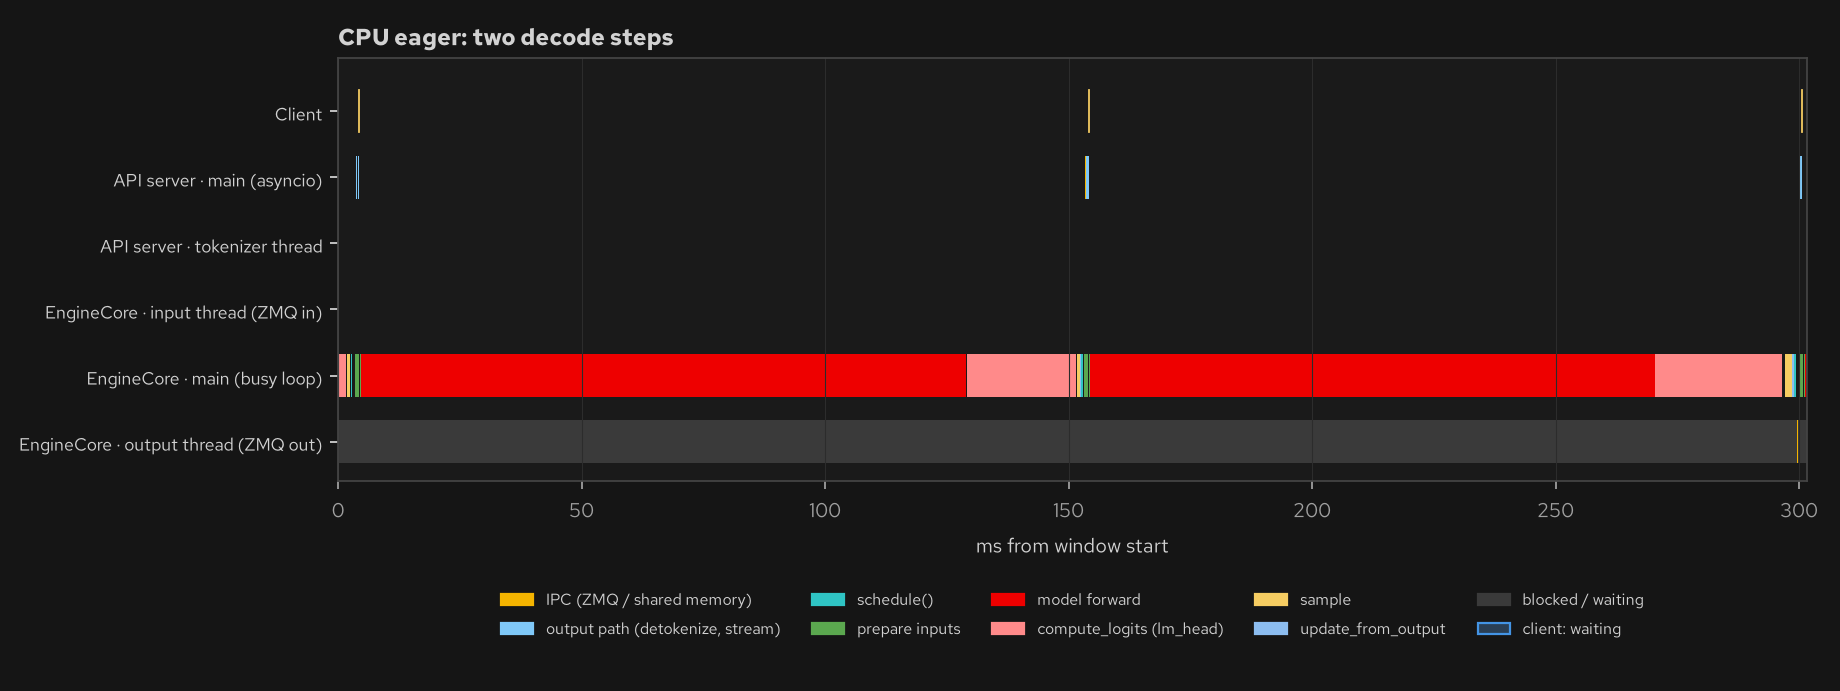 CPU eager: two decode steps
Client
API server · main (asyncio)
API server · tokenizer thread
EngineCore · input thread (ZMQ in)
EngineCore · main (busy loop)
EngineCore · output thread (ZMQ out)
0 50 100 150 200 250 300
ms from window start
IPC (ZMQ / shared memory) schedule() model forward sample blocked / waiting
output path (detokenize, stream) prepare inputs compute_logits (lm_head) update_from_output client: waiting